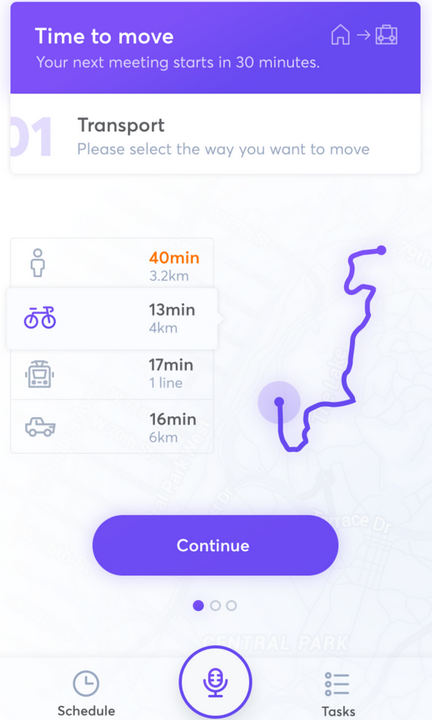 Time to move
Your next meeting starts in 30 minutes.
01
Transport
Please select the way you want to move
40min
3.2km
13min
4km
17min
1 line
16min
6km
Continue
CENTRAL PARK
Schedule
Tasks